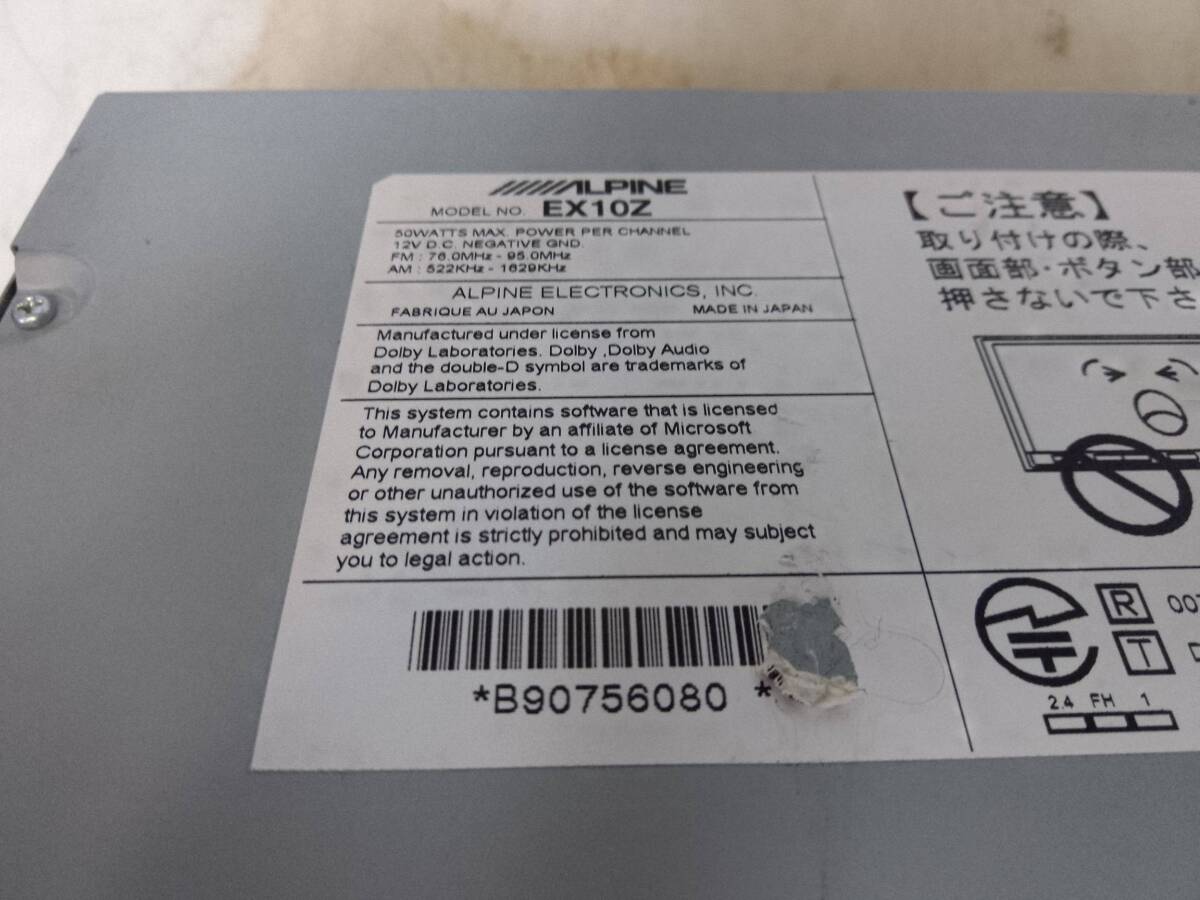 ALPINE
MODEL NO. EX10Z
50WATTS MAX. POWER PER CHANNEL
12V D.C. NEGATIVE GND.
FM : 76.0MHz - 95.0MHz
AM : 522KHz - 1629KHz
ALPINE ELECTRONICS, INC.
FABRIQUE AU JAPON MADE IN JAPAN
Manufactured under license from
Dolby Laboratories. Dolby ,Dolby Audio
and the double-D symbol are trademarks of
Dolby Laboratories.
This system contains software that is licensed
to Manufacturer by an affiliate of Microsoft
Corporation pursuant to a license agreement.
Any removal, reproduction, reverse engineering
or other unauthorized use of the software from
this system in violation of the license
agreement is strictly prohibited and may subject
you to legal action.
*B90756080 *
【ご注意】
取り付けの際、
画面部・ボタン部
押さないで下さ
R 00
T
2.4 FH 1